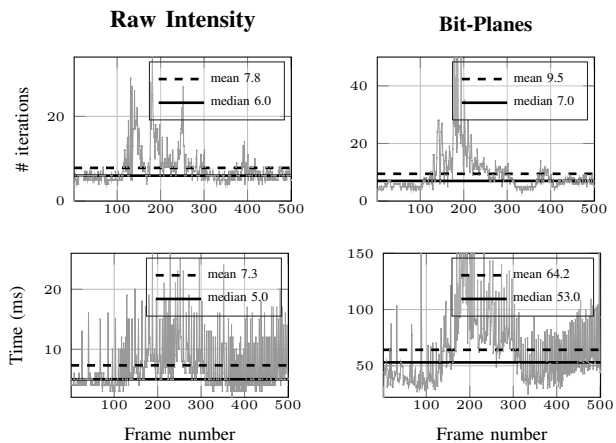 Raw Intensity
Bit-Planes
# iterations
20
0
100 200 300 400 500
mean 7.8
median 6.0
40
20
0
100 200 300 400 500
mean 9.5
median 7.0
Time (ms)
20
10
100 200 300 400 500
mean 7.3
median 5.0
Frame number
150
100
50
100 200 300 400 500
mean 64.2
median 53.0
Frame number